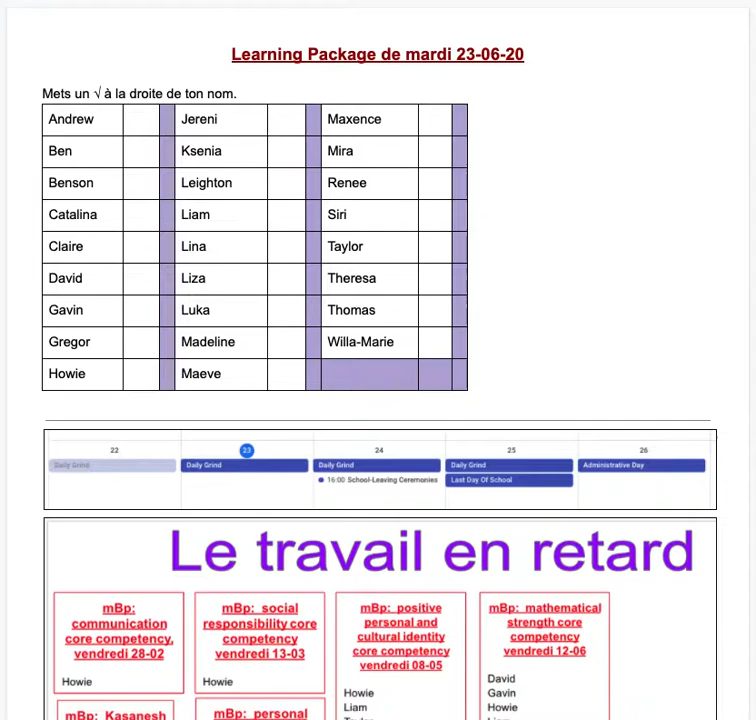 Learning Package de mardi 23-06-20
Mets un √ à la droite de ton nom.
Andrew Jereni Maxence
Ben Ksenia Mira
Benson Leighton Renee
Catalina Liam Siri
Claire Lina Taylor
David Liza Theresa
Gavin Luka Thomas
Gregor Madeline Willa-Marie
Howie Maeve
22 23 24 25 26
Daily Grind Daily Grind Daily Grind Daily Grind Administrative Day
16:00 School-Leaving Ceremonies Last Day Of School
Le travail en retard
mBp:
communication
core competency,
vendredi 28-02
Howie
mBp: social
responsibility core
competency
vendredi 13-03
Howie
mBp: positive
personal and
cultural identity
core competency
vendredi 08-05
Howie
Liam
mBp: mathematical
strength core
competency
vendredi 12-06
David
Gavin
Howie
mBp: Kasanesh
mBp: personal